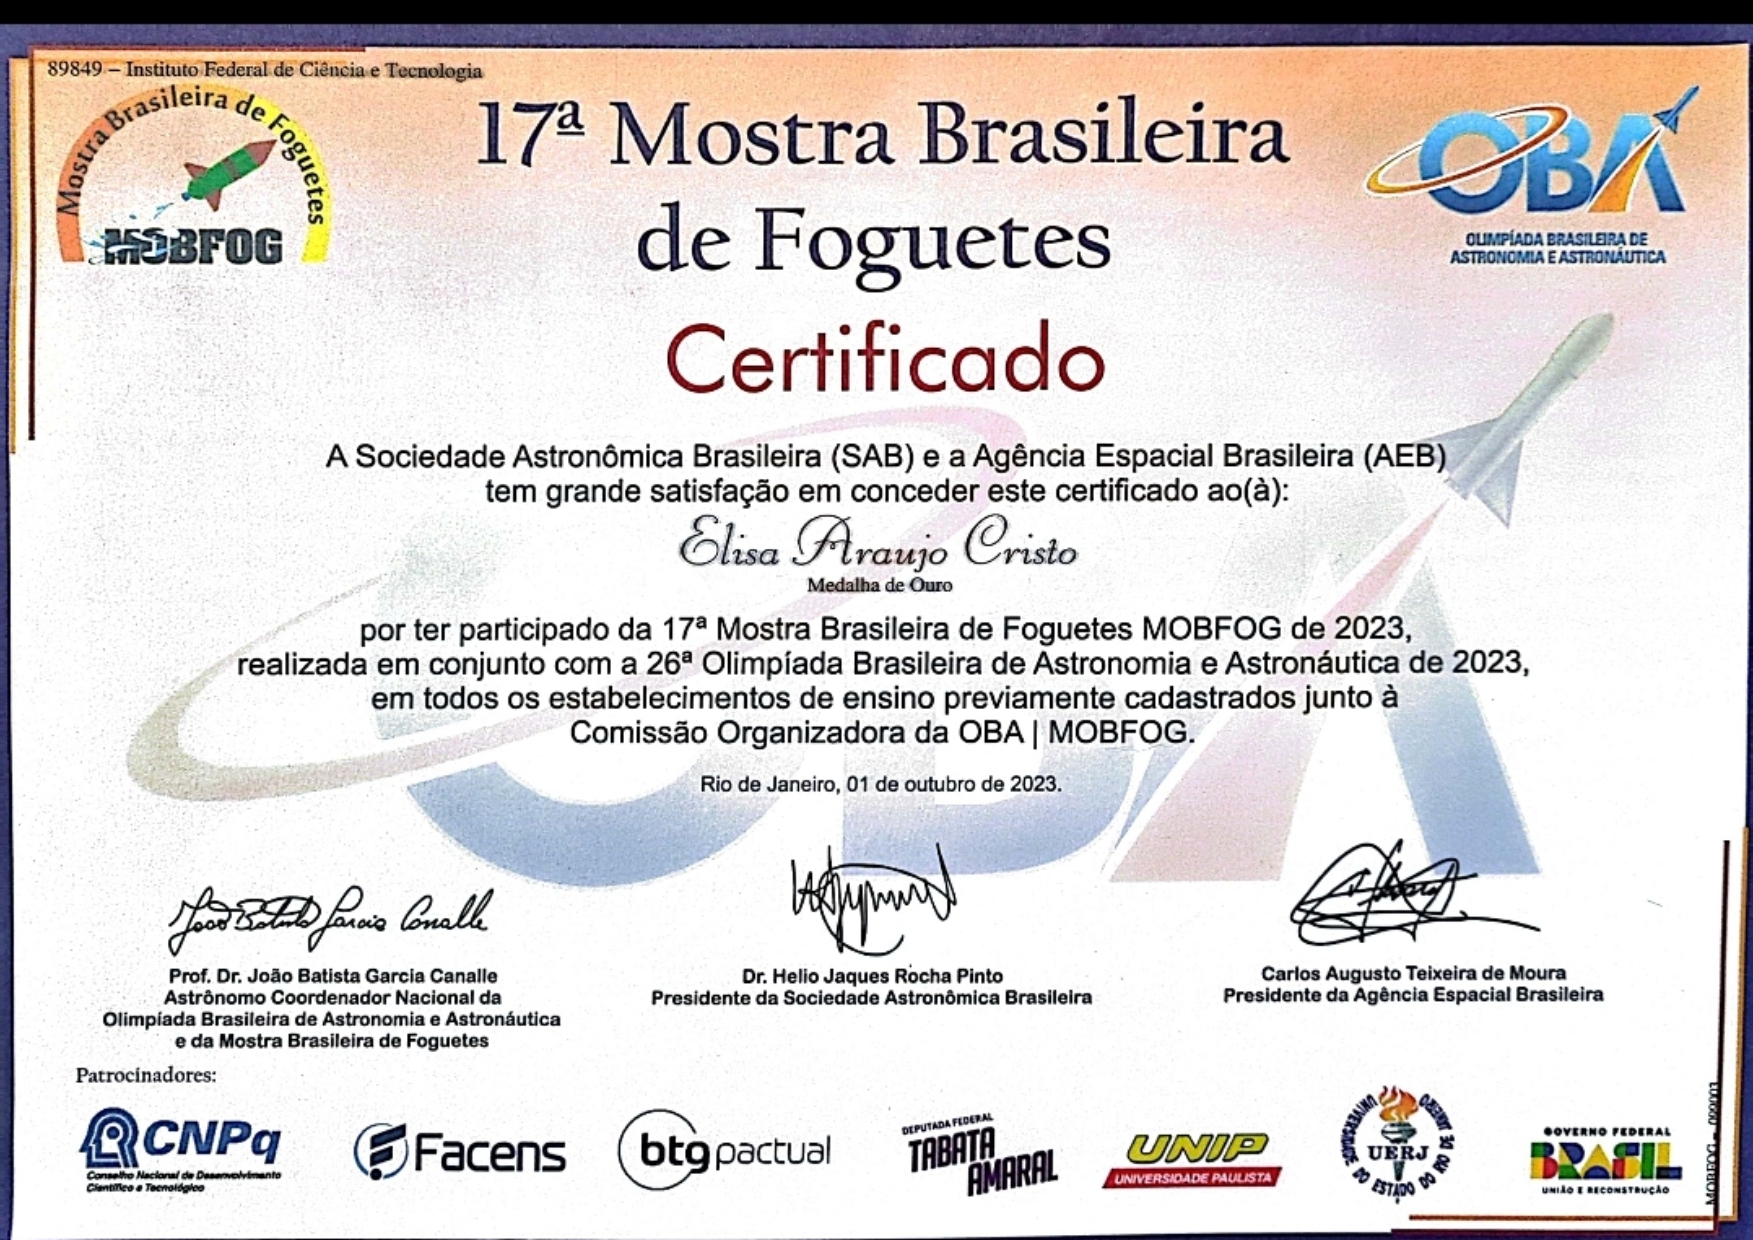 89849 – Instituto Federal de Ciência e Tecnologia
Mostra Brasileira de Foguetes
MOBFOG
17ª Mostra Brasileira
de Foguetes
OBA
OLIMPÍADA BRASILEIRA DE
ASTRONOMIA E ASTRONÁUTICA
Certificado
A Sociedade Astronômica Brasileira (SAB) e a Agência Espacial Brasileira (AEB)
tem grande satisfação em conceder este certificado ao(à):
Elisa Araujo Cristo
Medalha de Ouro
por ter participado da 17ª Mostra Brasileira de Foguetes MOBFOG de 2023,
realizada em conjunto com a 26ª Olimpíada Brasileira de Astronomia e Astronáutica de 2023,
em todos os estabelecimentos de ensino previamente cadastrados junto à
Comissão Organizadora da OBA | MOBFOG.
Rio de Janeiro, 01 de outubro de 2023.
João Batista Garcia Canalle
Prof. Dr. João Batista Garcia Canalle
Astrônomo Coordenador Nacional da
Olimpíada Brasileira de Astronomia e Astronáutica
e da Mostra Brasileira de Foguetes
Dr. Helio Jaques Rocha Pinto
Presidente da Sociedade Astronômica Brasileira
Carlos Augusto Teixeira de Moura
Presidente da Agência Espacial Brasileira
Patrocinadores:
CNPq
Conselho Nacional de Desenvolvimento
Científico e Tecnológico
Facens
btg pactual
DEPUTADA FEDERAL
TABATA
AMARAL
UNIP
UNIVERSIDADE PAULISTA
UNIVERSIDADE DO ESTADO DO RIO DE JANEIRO
UERJ
GOVERNO FEDERAL
BRASIL
UNIÃO E RECONSTRUÇÃO
MOBFOG –